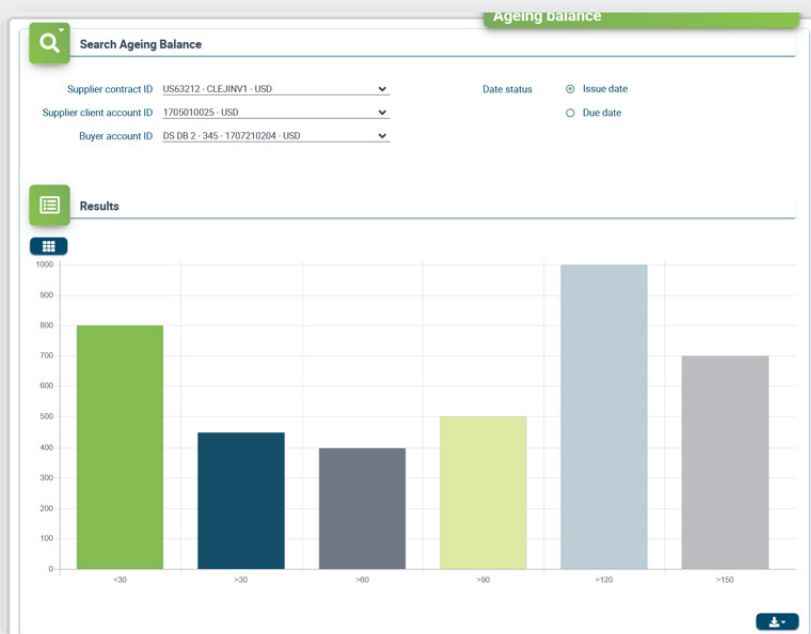 Ageing balance
Search Ageing Balance
Supplier contract ID US63212 - CLEJINV1 - USD
Date status Issue date
Supplier client account ID 1705010025 - USD
Due date
Buyer account ID DS DB 2 - 345 - 1707210204 - USD
Results
1000
900
800
700
600
500
400
300
200
100
0
<30 >30 >60 >90 >120 >150